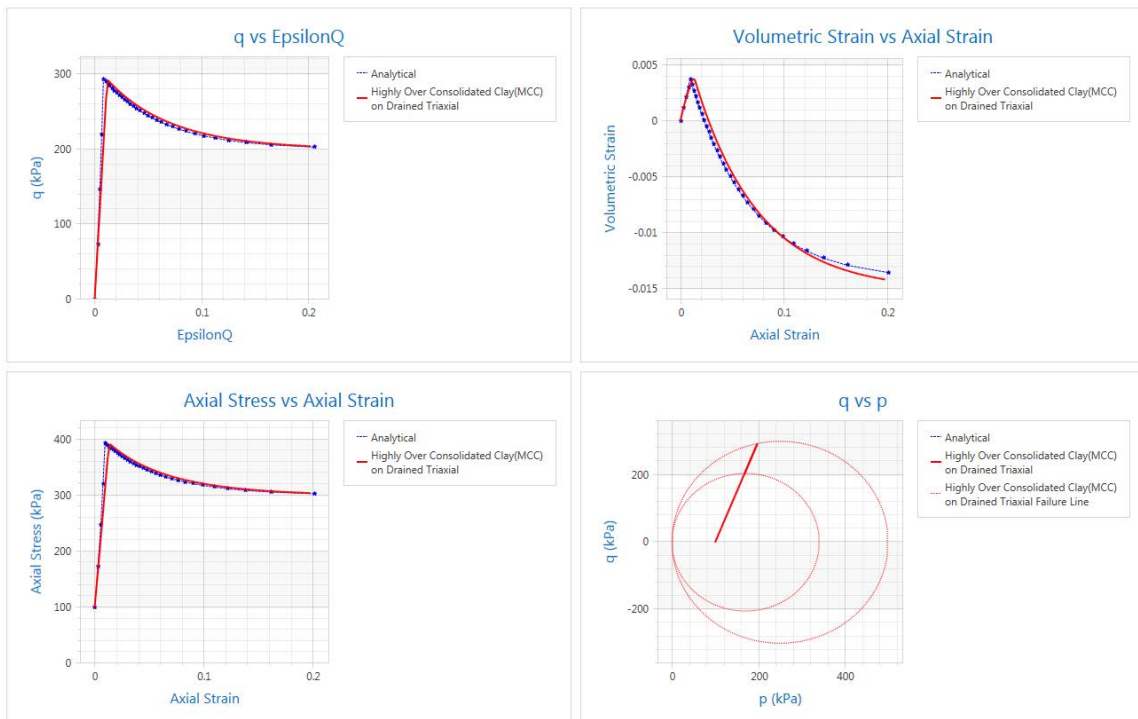 q vs EpsilonQ
300
200
100
0
q (kPa)
0
0.1
0.2
EpsilonQ
Analytical
Highly Over Consolidated Clay(MCC)
on Drained Triaxial
Volumetric Strain vs Axial Strain
0.005
0
-0.005
-0.01
-0.015
Volumetric Strain
0
0.1
0.2
Axial Strain
Analytical
Highly Over Consolidated Clay(MCC)
on Drained Triaxial
Axial Stress vs Axial Strain
400
300
200
100
0
Axial Stress (kPa)
0
0.1
0.2
Axial Strain
Analytical
Highly Over Consolidated Clay(MCC)
on Drained Triaxial
q vs p
200
0
-200
q (kPa)
0
200
400
p (kPa)
Analytical
Highly Over Consolidated Clay(MCC)
on Drained Triaxial
Highly Over Consolidated Clay(MCC)
on Drained Triaxial Failure Line